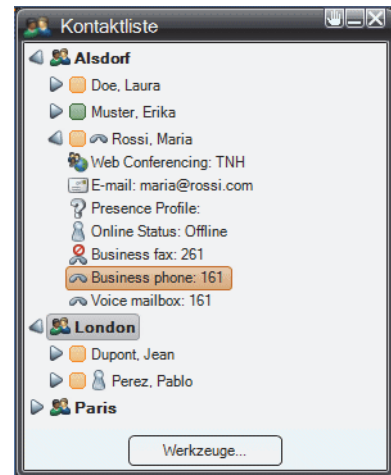 Kontaktliste
Alsdorf
Doe, Laura
Muster, Erika
Rossi, Maria
Web Conferencing: TNH
E-mail: maria@rossi.com
Presence Profile:
Online Status: Offline
Business fax: 261
Business phone: 161
Voice mailbox: 161
London
Dupont, Jean
Perez, Pablo
Paris
Werkzeuge...